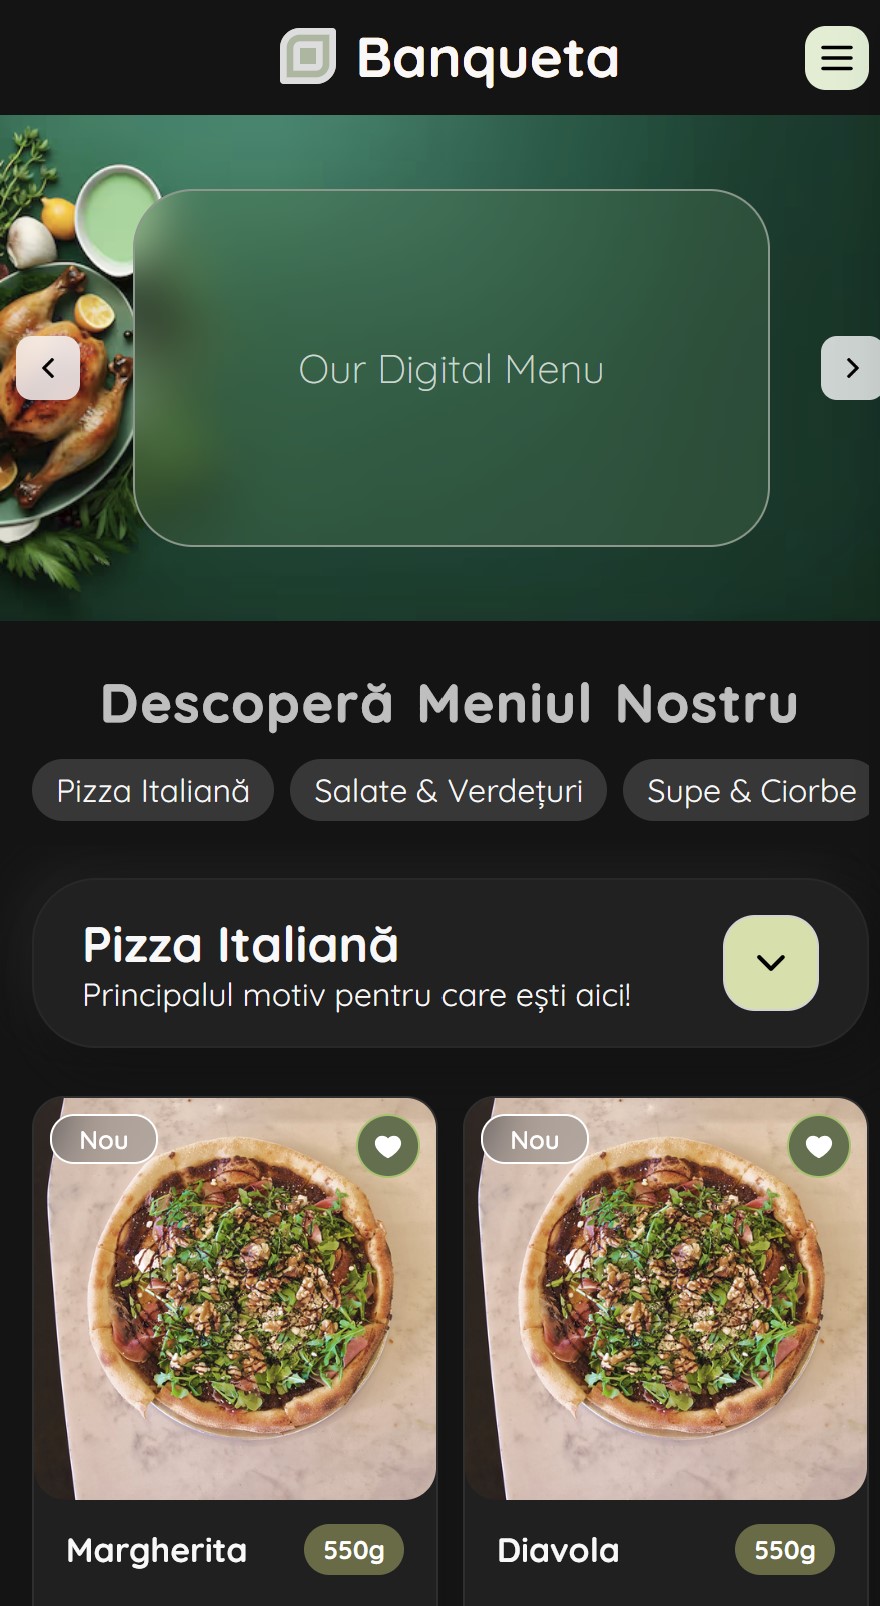 Banqueta
Our Digital Menu
Descoperă Meniul Nostru
Pizza Italiană
Salate & Verdețuri
Supe & Ciorbe
Pizza Italiană
Principalul motiv pentru care ești aici!
Nou
Nou
Margherita
550g
Diavola
550g